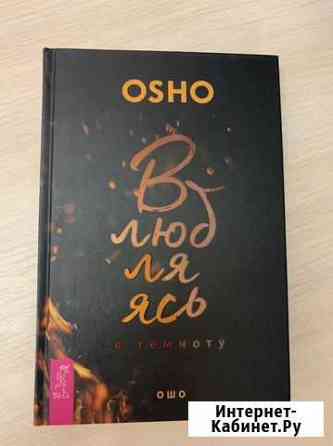 OSHO
В
люб
ля
ясь
в темноту
ОШО
Интернет-
Кабинет.Ру